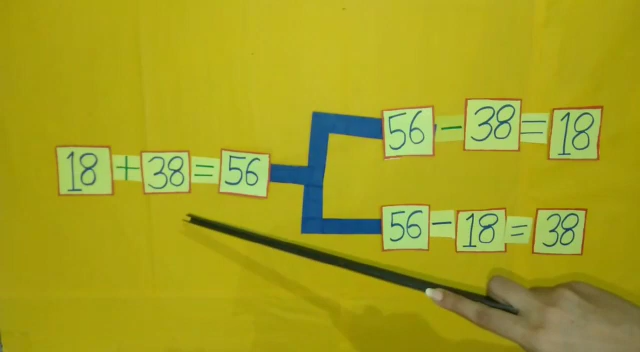 18 + 38 = 56
56 - 38 = 18
56 - 18 = 38